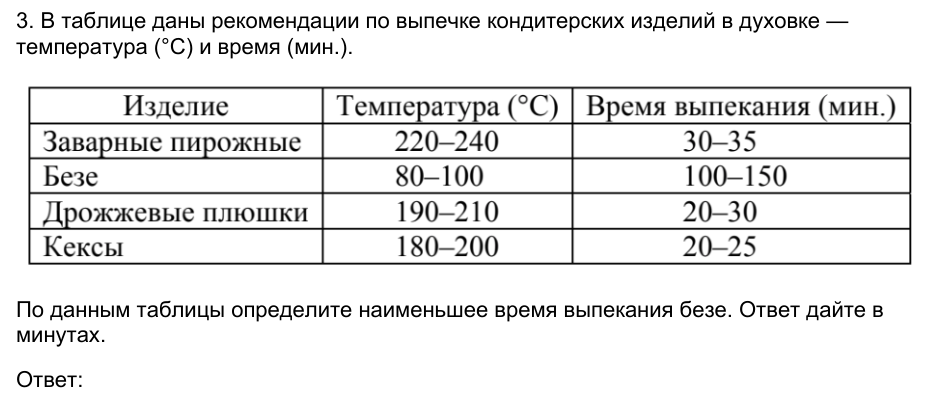 3. В таблице даны рекомендации по выпечке кондитерских изделий в духовке —
температура (°C) и время (мин.).
Изделие Температура (°C) Время выпекания (мин.)
Заварные пирожные 220–240 30–35
Безе 80–100 100–150
Дрожжевые плюшки 190–210 20–30
Кексы 180–200 20–25
По данным таблицы определите наименьшее время выпекания безе. Ответ дайте в
минутах.
Ответ: